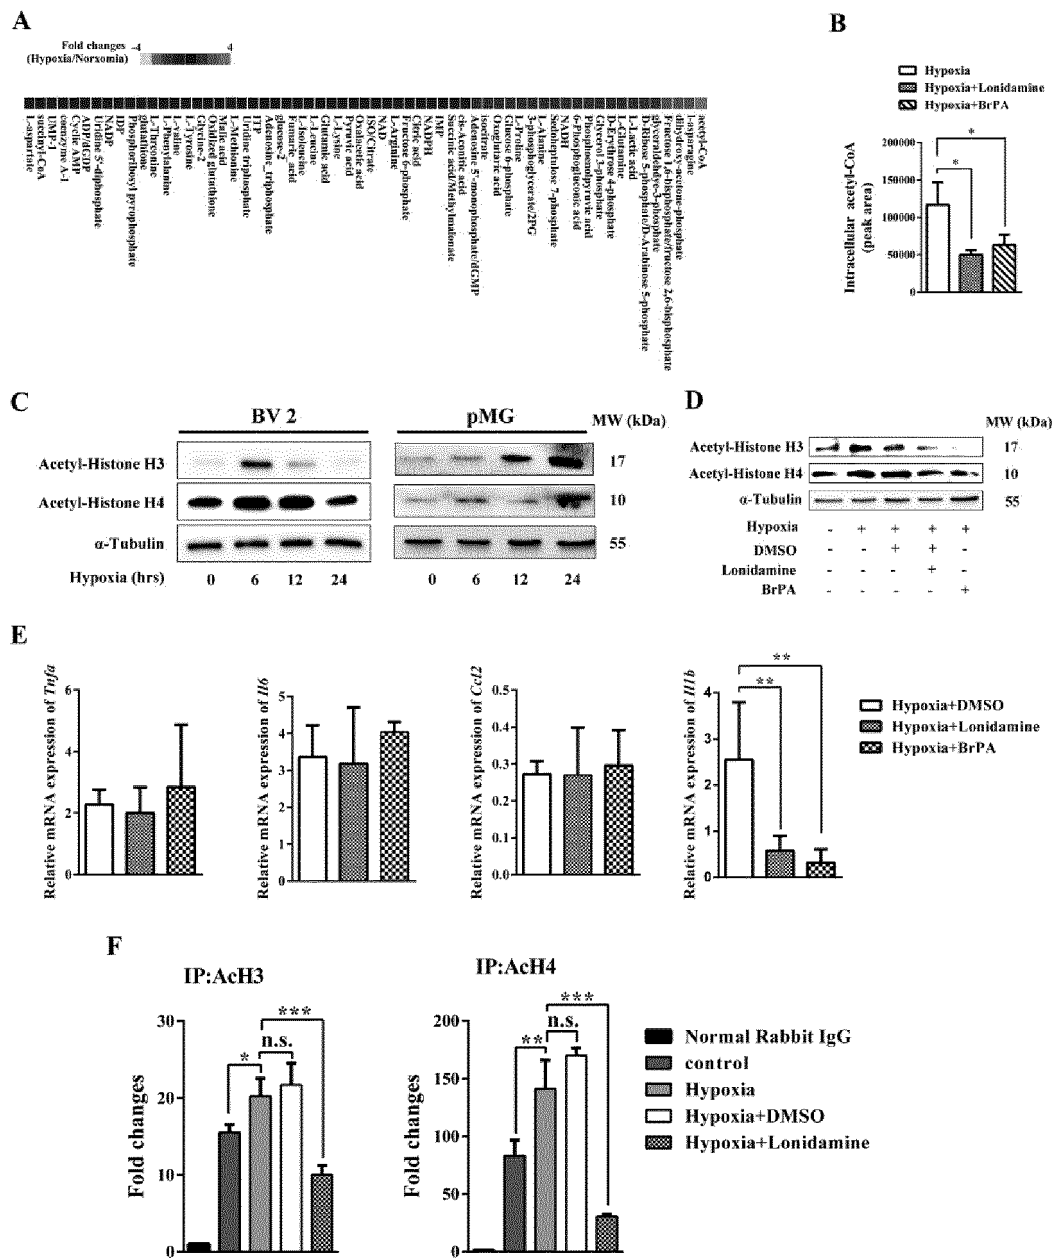 A
Fold changes -4 4
(Hypoxia/Norxomia)
L-aspartate
succinyl-CoA
UMP-1
coenzyme A-1
Cyclic AMP
ADP/dGDP
Uridine 5'-diphosphate
NADP
IDP
Phosphoribosyl pyrophosphate
glutathione
L-Threonine
L-Phenylalanine
L-valine
L-Tyrosine
Glycine-2
Oxidized glutathione
Malic acid
L-Methionine
Uridine triphosphate
ITP
Adenosine_triphosphate
glucose-2
Fumaric_acid
L-Isoleucine
L-Leucine
Glutamic acid
L-Lysine
Pyruvic acid
Oxalacetic acid
ISO/Citrate
NAD
L-Arginine
Fructose 6-phosphate
Citric acid
NADPH
IMP
Succinic acid/Methylmalonate
cis-Aconitic acid
Adenosine 5'-monophosphate/dGMP
isocitrate
Oxoglutaric acid
Glucose 6-phosphate
L-Proline
3-phosphoglycerate/2PG
L-Alanine
Sedoheptulose 7-phosphate
NADH
6-Phosphogluconic acid
Phosphoenolpyruvic acid
Glycerol 3-phosphate
D-Erythrose 4-phosphate
L-Glutamine
L-Lactic acid
D-Ribose 5-phosphate/D-Arabinose 5-phosphate
glyceraldehdye-3-phosphate
Fructose 1,6-bisphosphate/fructose 2,6-bisphosphate
dihydroxy-acetone-phosphate
l-asparagine
acetyl-CoA
B
Hypoxia
Hypoxia+Lonidamine
Hypoxia+BrPA
Intracellular acetyl-CoA
(peak area)
200000
150000
100000
50000
0
*
*
C
BV 2 pMG MW (kDa)
Acetyl-Histone H3 17
Acetyl-Histone H4 10
α-Tubulin 55
Hypoxia (hrs) 0 6 12 24 0 6 12 24
D
MW (kDa)
Acetyl-Histone H3 17
Acetyl-Histone H4 10
α-Tubulin 55
Hypoxia - + + + +
DMSO - - + + -
Lonidamine - - - + -
BrPA - - - - +
E
Relative mRNA expression of Tnfa
6
4
2
0
Relative mRNA expression of Il6
5
4
3
2
1
0
Relative mRNA expression of Ccl2
0.5
0.4
0.3
0.2
0.1
0.0
Relative mRNA expression of Il1b
4
3
2
1
0
**
**
Hypoxia+DMSO
Hypoxia+Lonidamine
Hypoxia+BrPA
F
IP:AcH3
Fold changes
30
20
10
0
***
n.s.
*
IP:AcH4
Fold changes
200
150
100
50
0
***
n.s.
**
Normal Rabbit IgG
control
Hypoxia
Hypoxia+DMSO
Hypoxia+Lonidamine